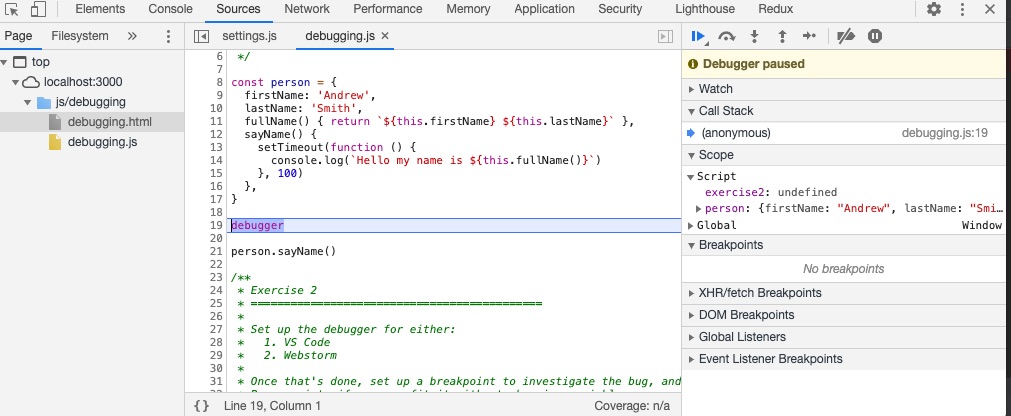 Elements Console Sources Network Performance Memory Application Security Lighthouse Redux
Page Filesystem »
settings.js debugging.js ×
top
localhost:3000
js/debugging
debugging.html
debugging.js
6 */
7
8 const person = {
9 firstName: 'Andrew',
10 lastName: 'Smith',
11 fullName() { return `${this.firstName} ${this.lastName}` },
12 sayName() {
13 setTimeout(function () {
14 console.log(`Hello my name is ${this.fullName()}`)
15 }, 100)
16 },
17 }
18
19 debugger
20
21 person.sayName()
22
23 /**
24 * Exercise 2
25 * ============================================
26 *
27 * Set up the debugger for either:
28 * 1. VS Code
29 * 2. Webstorm
30 *
31 * Once that's done, set up a breakpoint to investigate the bug, and
{} Line 19, Column 1 Coverage: n/a
Debugger paused
Watch
Call Stack
(anonymous) debugging.js:19
Scope
Script
exercise2: undefined
person: {firstName: "Andrew", lastName: "Smi…
Global Window
Breakpoints
No breakpoints
XHR/fetch Breakpoints
DOM Breakpoints
Global Listeners
Event Listener Breakpoints